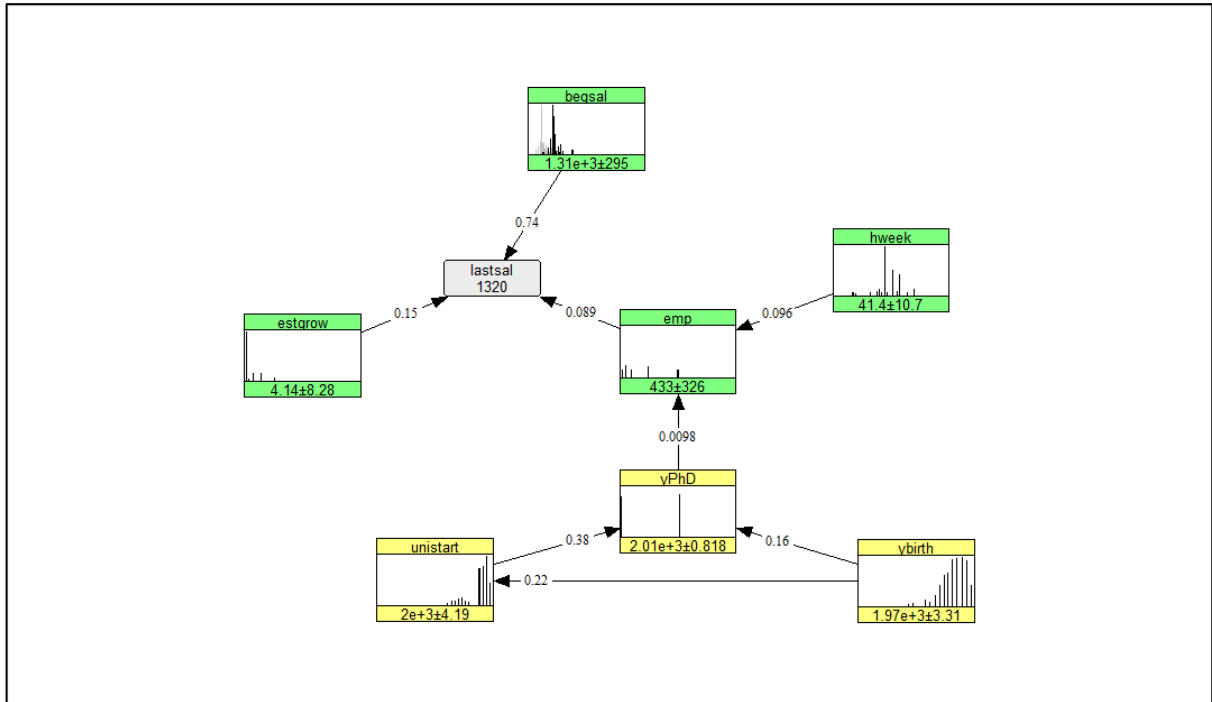 begsal
1.31e+3±295
0.74
hweek
41.4±10.7
lastsal
1320
0.15
0.089
0.096
estgrow
4.14±8.28
emp
433±326
0.0098
yPhD
2.01e+3±0.818
0.38
0.16
unistart
2e+3±4.19
0.22
ybirth
1.97e+3±3.31